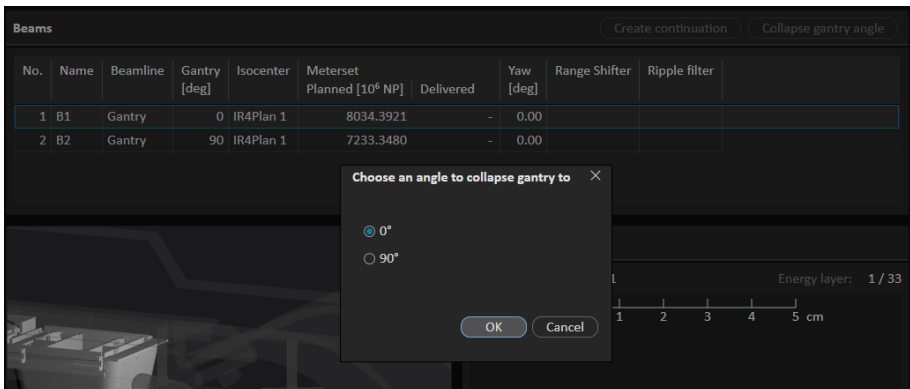 Beams
Create continuation
Collapse gantry angle
No. Name Beamline Gantry [deg] Isocenter Meterset Planned [10⁶ NP] Delivered Yaw [deg] Range Shifter Ripple filter
1 B1 Gantry 0 IR4Plan 1 8034.3921 - 0.00
2 B2 Gantry 90 IR4Plan 1 7233.3480 - 0.00
Choose an angle to collapse gantry to
0°
90°
OK Cancel
Energy layer: 1 / 33
1 2 3 4 5 cm